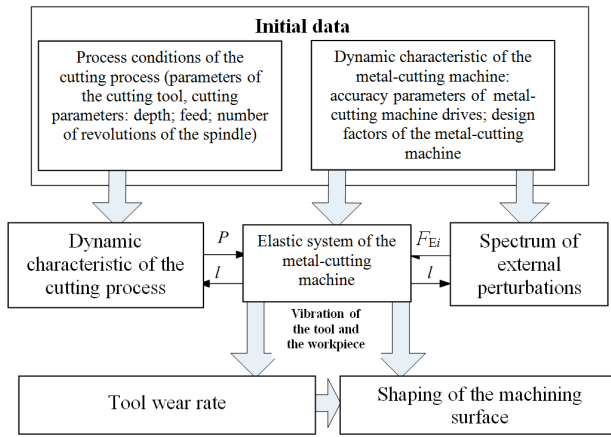 Initial data
Process conditions of the
cutting process (parameters of
the cutting tool, cutting
parameters: depth; feed; number
of revolutions of the spindle)
Dynamic characteristic of the
metal-cutting machine:
accuracy parameters of metal-
cutting machine drives; design
factors of the metal-cutting
machine
Dynamic
characteristic of the
cutting process
P
l
Elastic system of the
metal-cutting
machine
FEi
l
Spectrum of
external
perturbations
Vibration of
the tool and
the workpiece
Tool wear rate
Shaping of the machining
surface